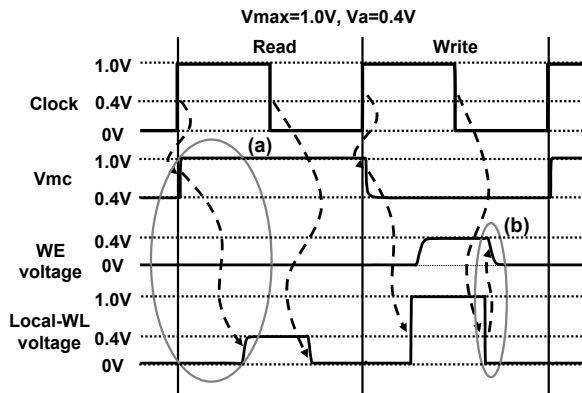 Vmax=1.0V, Va=0.4V
Read Write
1.0V
Clock 0.4V
0V
1.0V (a)
Vmc
0.4V
0.4V (b)
WE
voltage 0V
1.0V
Local-WL
voltage 0.4V
0V